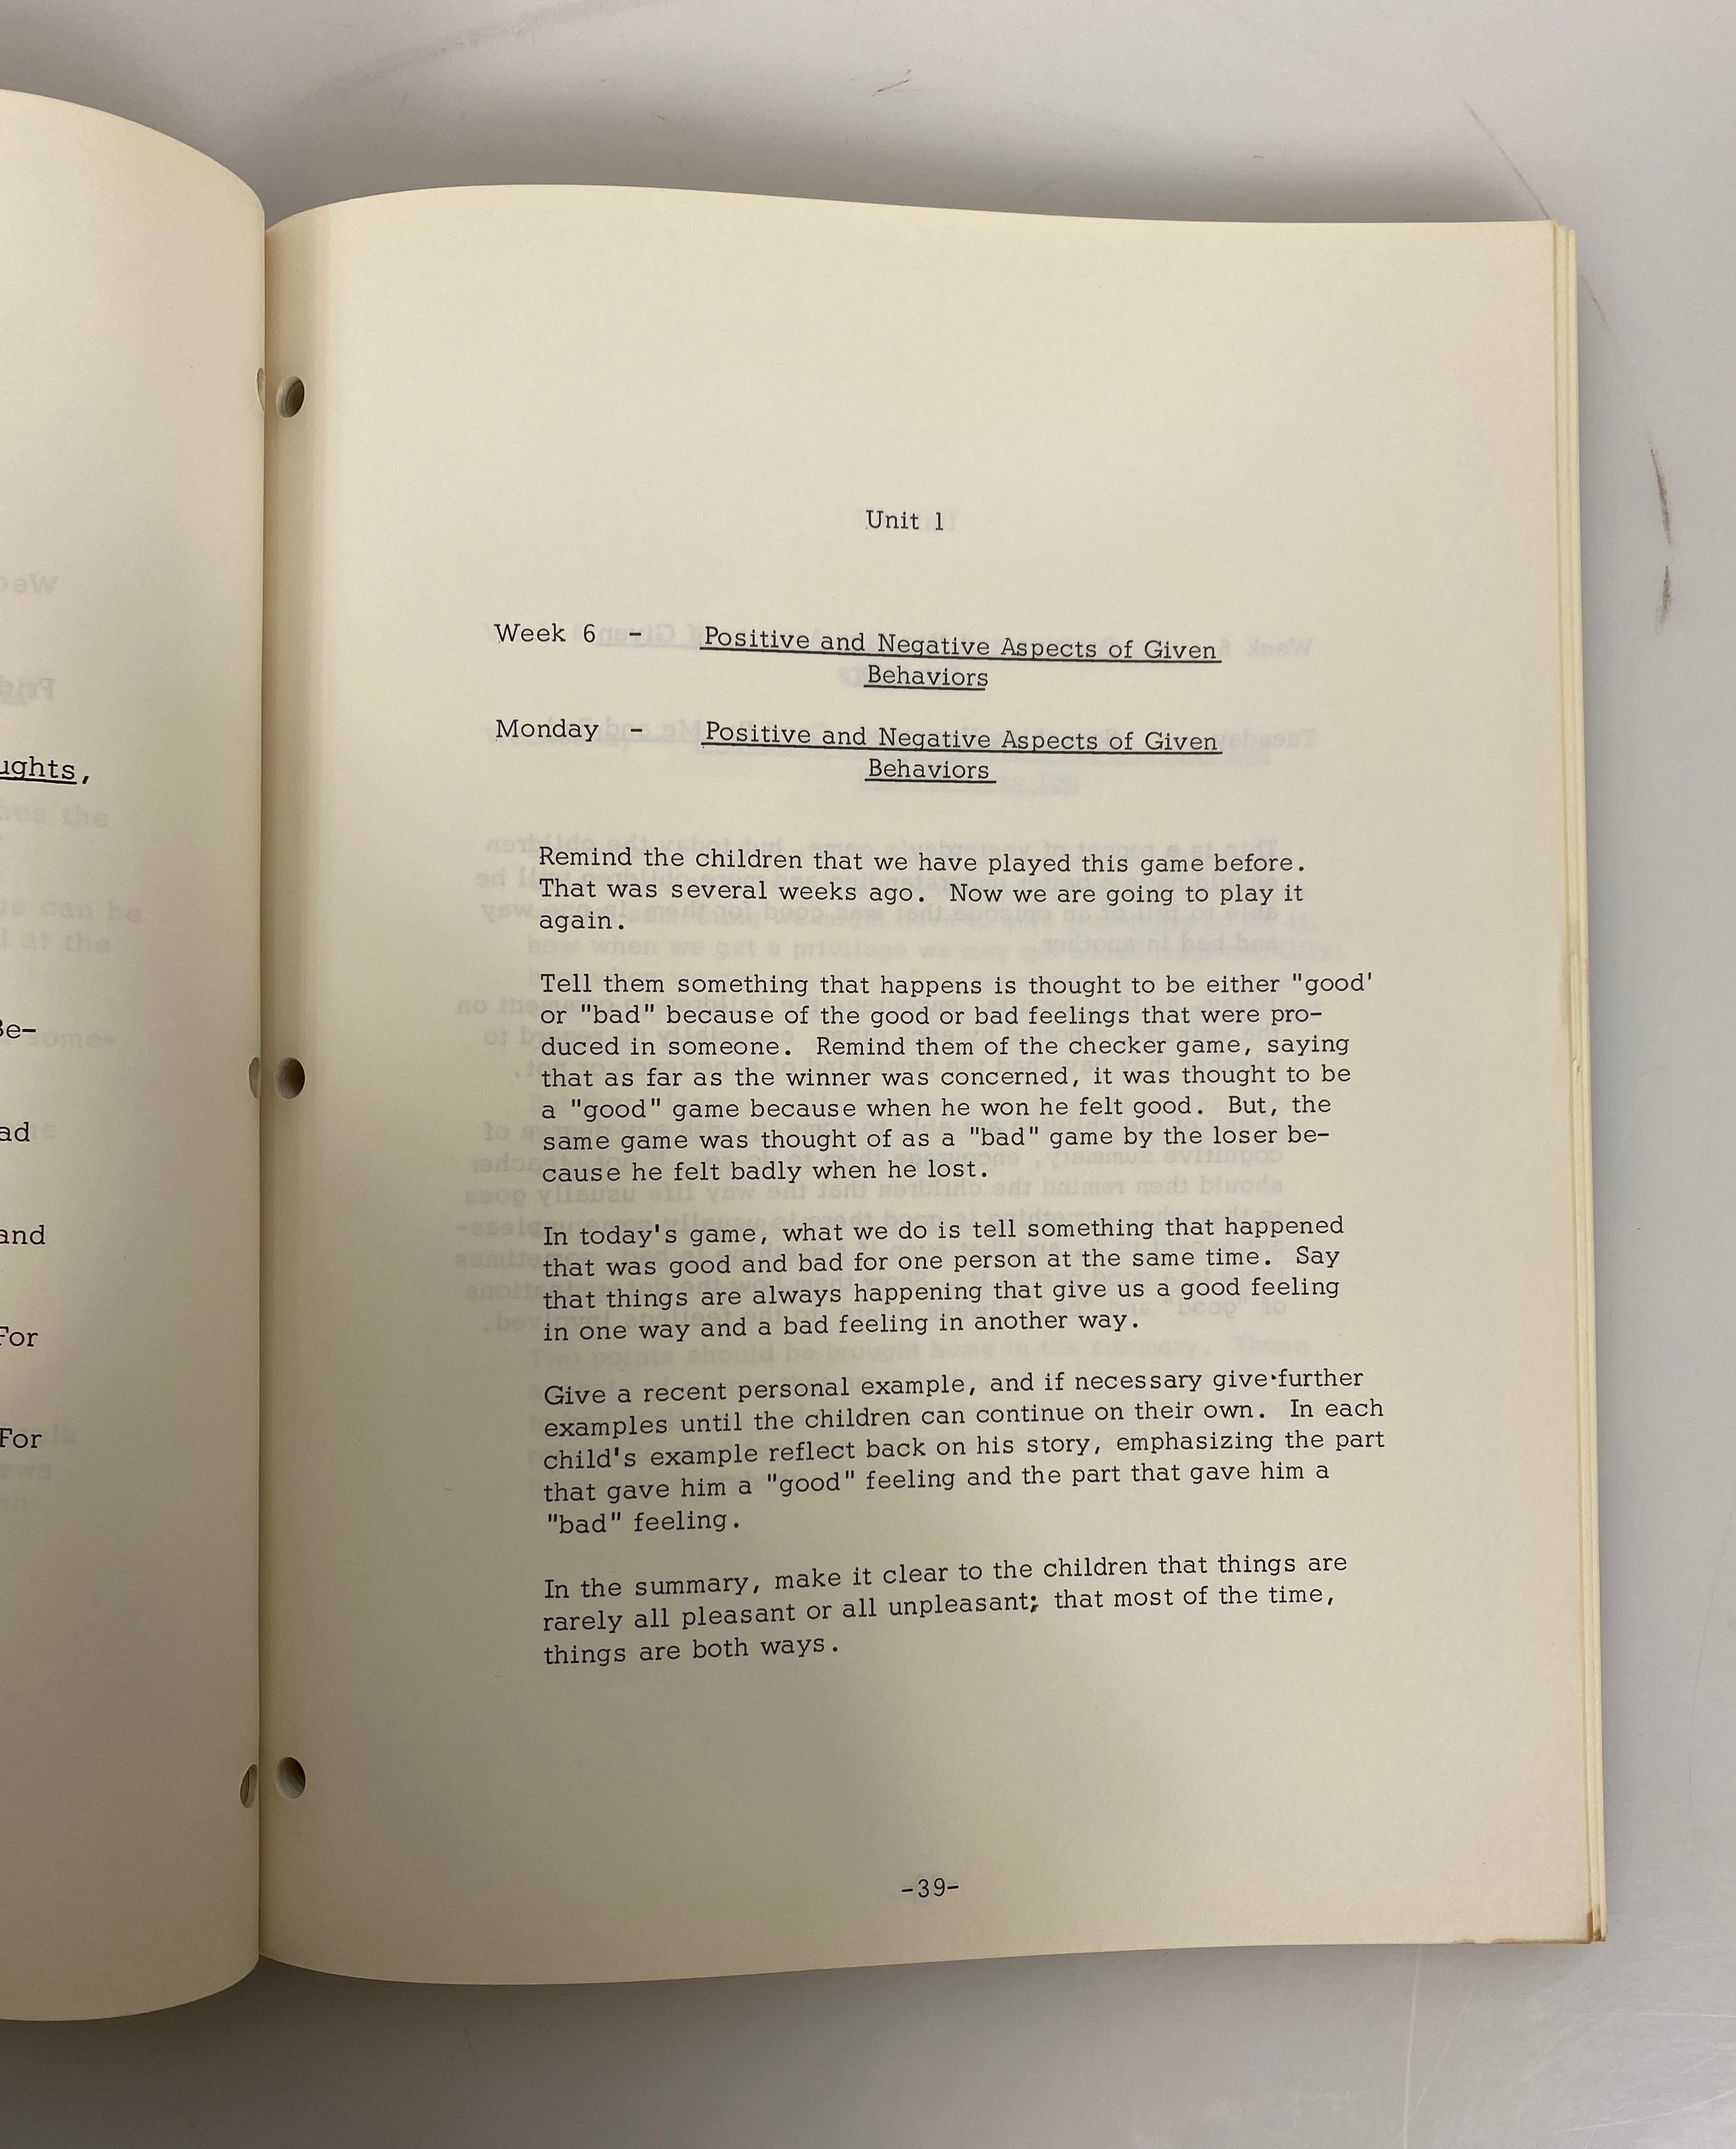 ughts,
Be-
ad
and
For
For
Unit 1
Week 6 - Positive and Negative Aspects of Given
Behaviors
Monday - Positive and Negative Aspects of Given
Behaviors
Remind the children that we have played this game before.
That was several weeks ago. Now we are going to play it
again.
Tell them something that happens is thought to be either "good'
or "bad" because of the good or bad feelings that were pro-
duced in someone. Remind them of the checker game, saying
that as far as the winner was concerned, it was thought to be
a "good" game because when he won he felt good. But, the
same game was thought of as a "bad" game by the loser be-
cause he felt badly when he lost.
In today's game, what we do is tell something that happened
that was good and bad for one person at the same time. Say
that things are always happening that give us a good feeling
in one way and a bad feeling in another way.
Give a recent personal example, and if necessary give further
examples until the children can continue on their own. In each
child's example reflect back on his story, emphasizing the part
that gave him a "good" feeling and the part that gave him a
"bad" feeling.
In the summary, make it clear to the children that things are
rarely all pleasant or all unpleasant; that most of the time,
things are both ways.
-39-